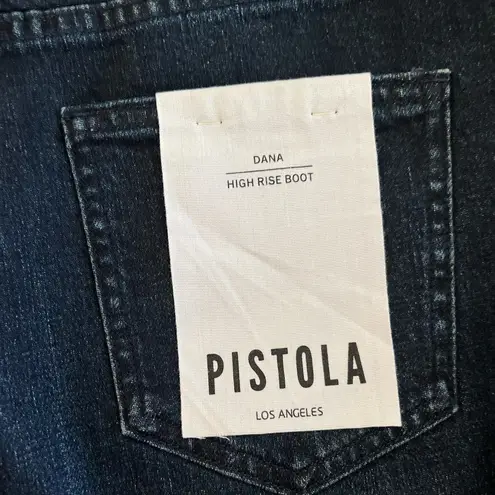 DANA
HIGH RISE BOOT
PISTOLA
LOS ANGELES